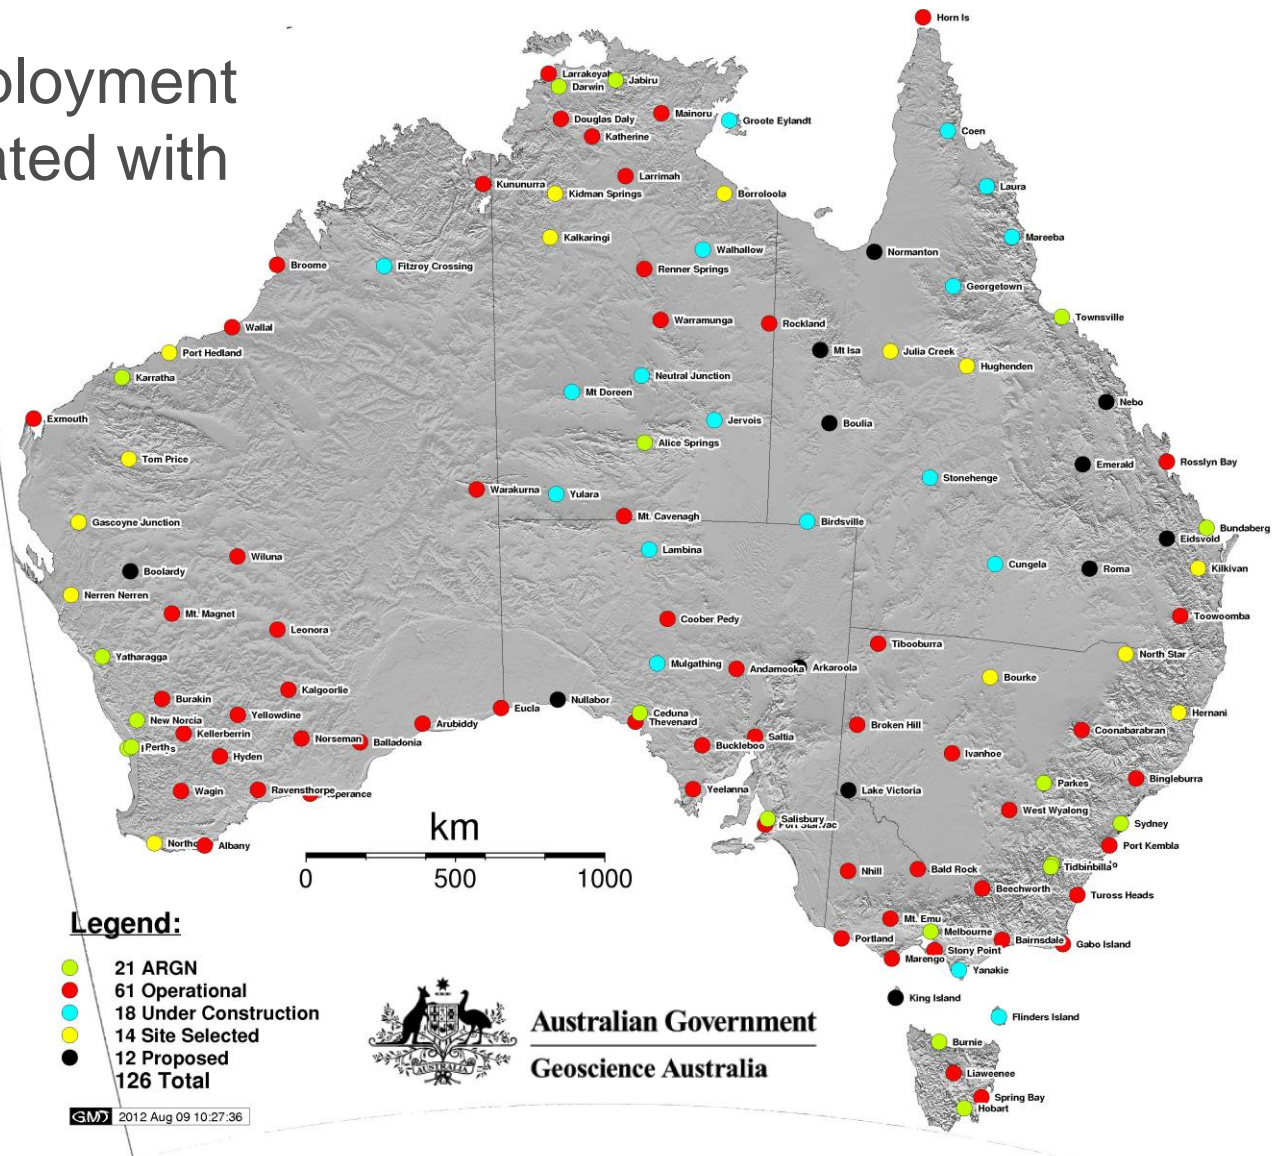 ployment
ated with
Horn Is
Larrakeyah
Jabiru
Darwin
Mainoru
Groote Eylandt
Douglas Daly
Katherine
Coen
Larrimah
Kununurra
Laura
Kidman Springs
Borroloola
Kalkaringi
Mareeba
Walhallow
Normanton
Broome
Fitzroy Crossing
Renner Springs
Georgetown
Townsville
Wallal
Warramunga
Rockland
Port Hedland
Mt Isa
Julia Creek
Hughenden
Karratha
Neutral Junction
Mt Doreen
Nebo
Exmouth
Jervois
Boulia
Alice Springs
Tom Price
Emerald
Rosslyn Bay
Stonehenge
Warakurna
Yulara
Gascoyne Junction
Mt. Cavenagh
Birdsville
Bundaberg
Eidsvold
Lambina
Wiluna
Boolardy
Cungela
Roma
Kilkivan
Nerren Nerren
Mt. Magnet
Coober Pedy
Toowoomba
Leonora
Tibooburra
Yatharagga
Mulgathing
Andamooka
Arkaroola
North Star
Bourke
Kalgoorlie
Burakin
Nullabor
Eucla
Hernani
New Norcia
Yellowdine
Arubiddy
Ceduna
Thevenard
Broken Hill
Coonabarabran
Kellerberrin
Norseman
Balladonia
Saltia
Perth
Buckleboo
Hyden
Ivanhoe
Bingleburra
Parkes
Wagin
Ravensthorpe
Yeelanna
Lake Victoria
West Wyalong
Salisbury
Sydney
km
Albany
Port Kembla
0 500 1000
Nhill
Bald Rock
Tidbinbilla
Beechworth
Tuross Heads
Legend:
Mt. Emu
Melbourne
Portland
Bairnsdale
Gabo Island
Stony Point
Marengo
Yanakie
21 ARGN
61 Operational
18 Under Construction
14 Site Selected
12 Proposed
126 Total
King Island
Flinders Island
AUSTRALIA
Australian Government
Geoscience Australia
Burnie
Liaweenee
Spring Bay
Hobart
GMT 2012 Aug 09 10:27:36